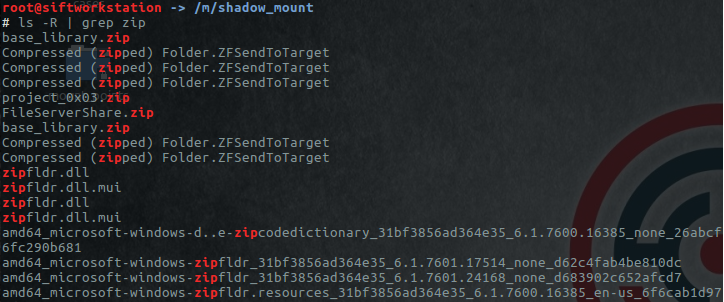 root@siftworkstation -> /m/shadow_mount
# ls -R | grep zip
base_library.zip
Compressed (zipped) Folder.ZFSendToTarget
Compressed (zipped) Folder.ZFSendToTarget
Compressed (zipped) Folder.ZFSendToTarget
project_0x03.zip
FileServerShare.zip
base_library.zip
Compressed (zipped) Folder.ZFSendToTarget
Compressed (zipped) Folder.ZFSendToTarget
zipfldr.dll
zipfldr.dll.mui
zipfldr.dll
zipfldr.dll.mui
amd64_microsoft-windows-d..e-zipcodedictionary_31bf3856ad364e35_6.1.7600.16385_none_26abcf
6fc290b681
amd64_microsoft-windows-zipfldr_31bf3856ad364e35_6.1.7601.17514_none_d62c4fab4be810dc
amd64_microsoft-windows-zipfldr_31bf3856ad364e35_6.1.7601.24168_none_d683902c652afcd7
amd64_microsoft-windows-zipfldr.resources_31bf3856ad364e35_6.1.7600.16385_en-us_6f6cab1d97